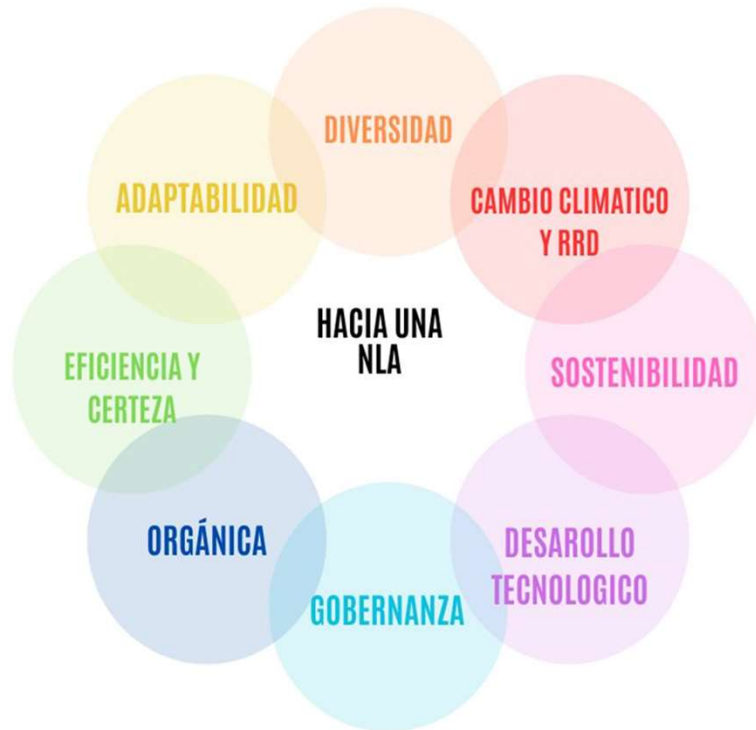 DIVERSIDAD
ADAPTABILIDAD
CAMBIO CLIMATICO
Y RRD
HACIA UNA
NLA
EFICIENCIA Y
CERTEZA
SOSTENIBILIDAD
ORGÁNICA
DESAROLLO
TECNOLOGICO
GOBERNANZA